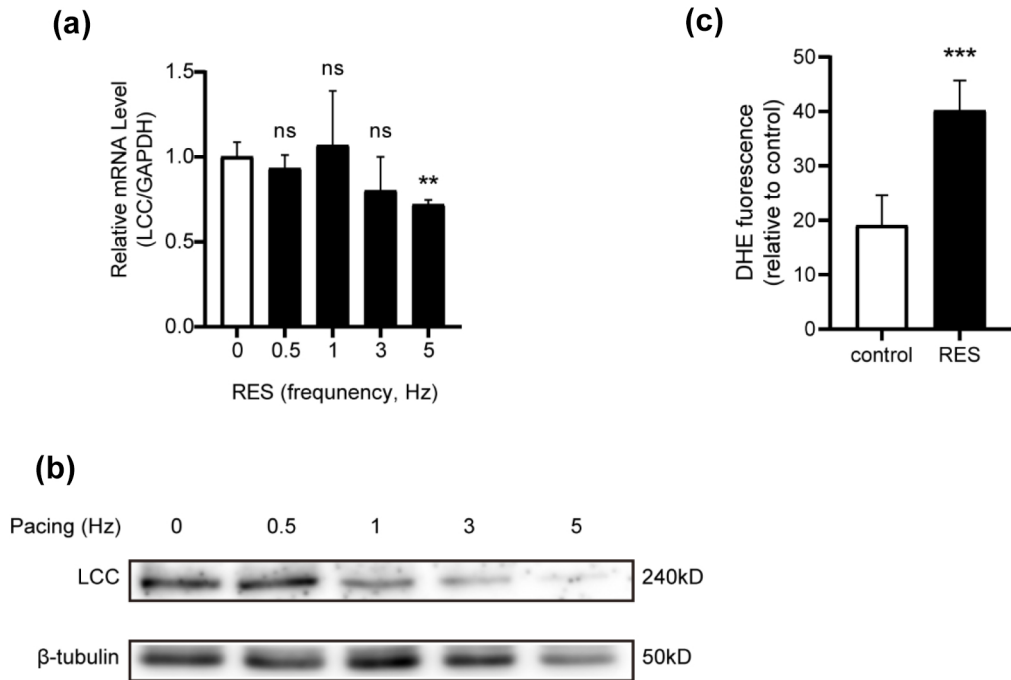 (a)
Relative mRNA Level
(LCC/GAPDH)
1.5
1.0
0.5
0.0
ns
ns
ns
**
0 0.5 1 3 5
RES (frequnency, Hz)
(c)
DHE fluorescence
(relative to control)
50
40
30
20
10
0
***
control RES
(b)
Pacing (Hz) 0 0.5 1 3 5
LCC 240kD
β-tubulin 50kD